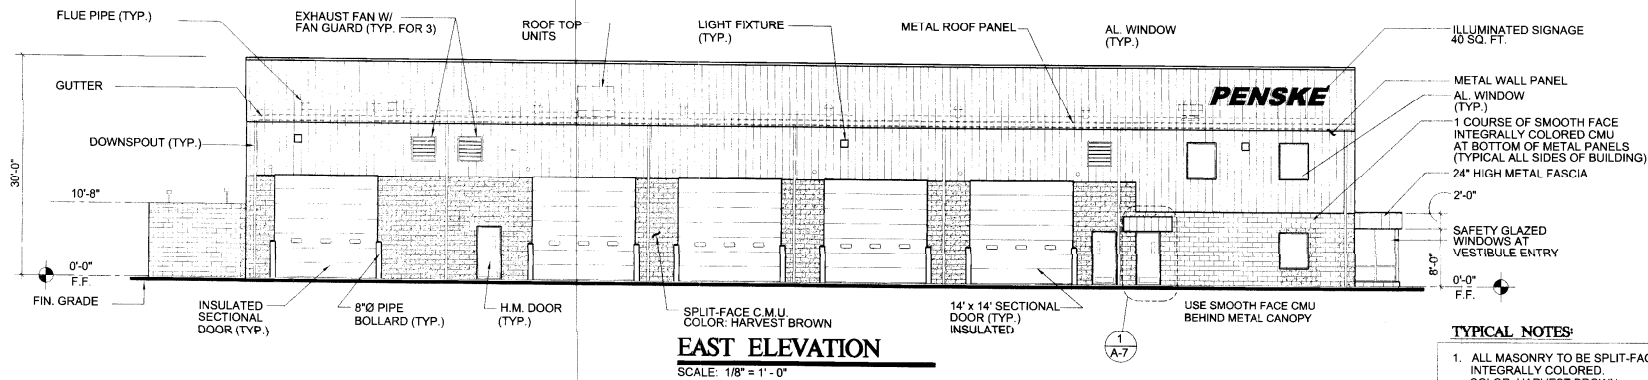 FLUE PIPE (TYP.)
EXHAUST FAN W/
FAN GUARD (TYP. FOR 3)
ROOF TOP
UNITS
LIGHT FIXTURE
(TYP.)
METAL ROOF PANEL
AL. WINDOW
(TYP.)
ILLUMINATED SIGNAGE
40 SQ. FT.
GUTTER
DOWNSPOUT (TYP.)
PENSKE
METAL WALL PANEL
AL. WINDOW
(TYP.)
1 COURSE OF SMOOTH FACE
INTEGRALLY COLORED CMU
AT BOTTOM OF METAL PANELS
(TYPICAL ALL SIDES OF BUILDING)
24" HIGH METAL FASCIA
2'-0"
SAFETY GLAZED
WINDOWS AT
VESTIBULE ENTRY
30'-0"
10'-8"
0'-0"
F.F.
FIN. GRADE
8'-0"
0'-0"
F.F.
INSULATED
SECTIONAL
DOOR (TYP.)
8"Ø PIPE
BOLLARD (TYP.)
H.M. DOOR
(TYP.)
SPLIT-FACE C.M.U.
COLOR: HARVEST BROWN
14' x 14' SECTIONAL
DOOR (TYP.)
INSULATED
1
A-7
USE SMOOTH FACE CMU
BEHIND METAL CANOPY
EAST ELEVATION
SCALE: 1/8" = 1' - 0"
TYPICAL NOTES:
1. ALL MASONRY TO BE SPLIT-FAC
INTEGRALLY COLORED.